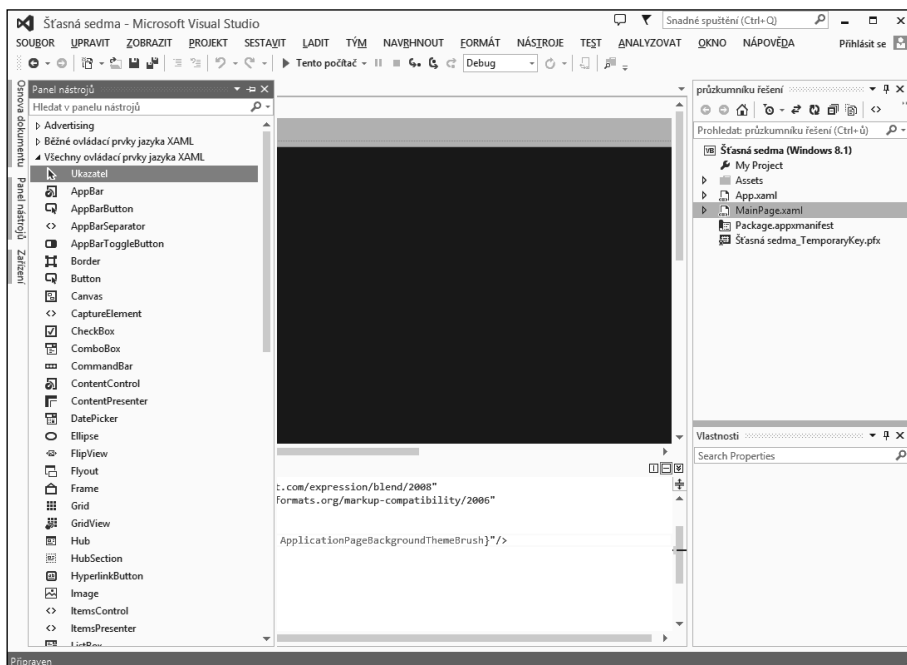 Šťasná sedma - Microsoft Visual Studio
Snadné spuštění (Ctrl+Q)
SOUBOR UPRAVIT ZOBRAZIT PROJEKT SESTAVIT LADIT TÝM NAVRHNOUT FORMÁT NÁSTROJE TEST ANALYZOVAT OKNO NÁPOVĚDA Přihlásit se
Tento počítač Debug
Osnova dokumentu
Panel nástrojů
Zařízení
Panel nástrojů
Hledat v panelu nástrojů
Advertising
Běžné ovládací prvky jazyka XAML
Všechny ovládací prvky jazyka XAML
Ukazatel
AppBar
AppBarButton
AppBarSeparator
AppBarToggleButton
Border
Button
Canvas
CaptureElement
CheckBox
ComboBox
CommandBar
ContentControl
ContentPresenter
DatePicker
Ellipse
FlipView
Flyout
Frame
Grid
GridView
Hub
HubSection
HyperlinkButton
Image
ItemsControl
ItemsPresenter
ListBox
t.com/expression/blend/2008"
formats.org/markup-compatibility/2006"
ApplicationPageBackgroundThemeBrush}"/>
průzkumníku řešení
Prohledat: průzkumníku řešení (Ctrl+ů)
Šťasná sedma (Windows 8.1)
My Project
Assets
App.xaml
MainPage.xaml
Package.appxmanifest
Šťasná sedma_TemporaryKey.pfx
Vlastnosti
Search Properties
Připraven